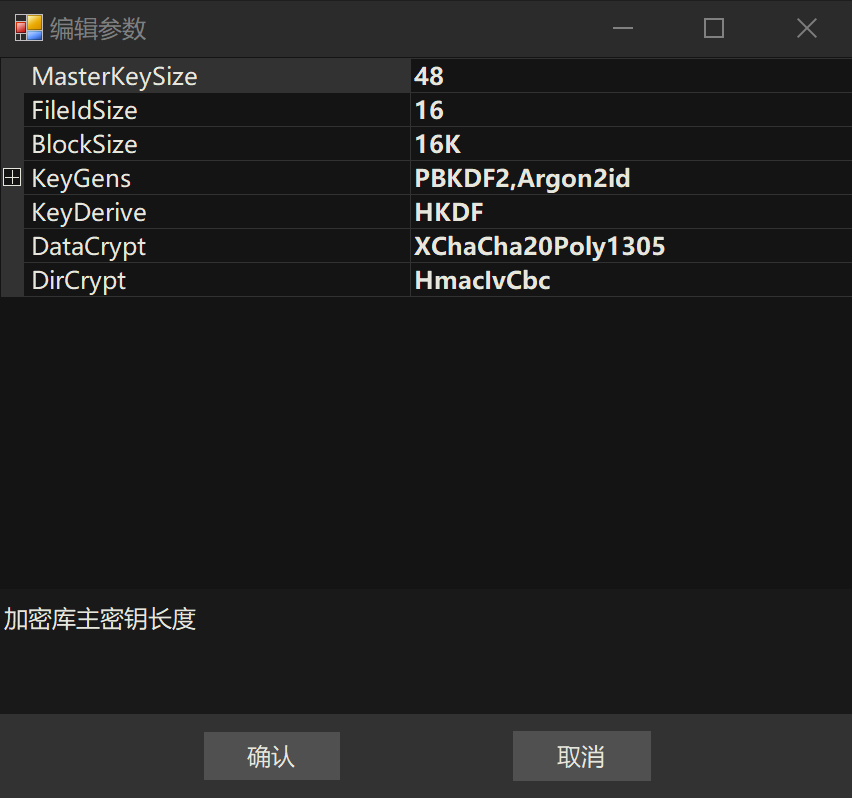 编辑参数
MasterKeySize 48
FileIdSize 16
BlockSize 16K
KeyGens PBKDF2,Argon2id
KeyDerive HKDF
DataCrypt XChaCha20Poly1305
DirCrypt HmacIvCbc
加密库主密钥长度
确认 取消